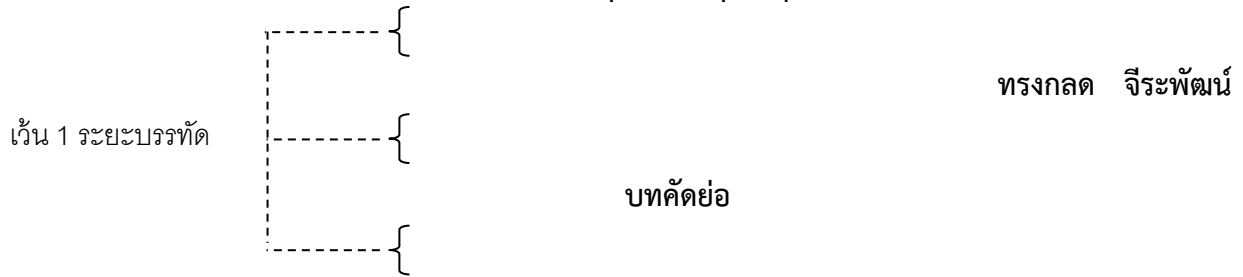 ทรงกลด จีระพัฒน์
เว้น 1 ระยะบรรทัด
บทคัดย่อ